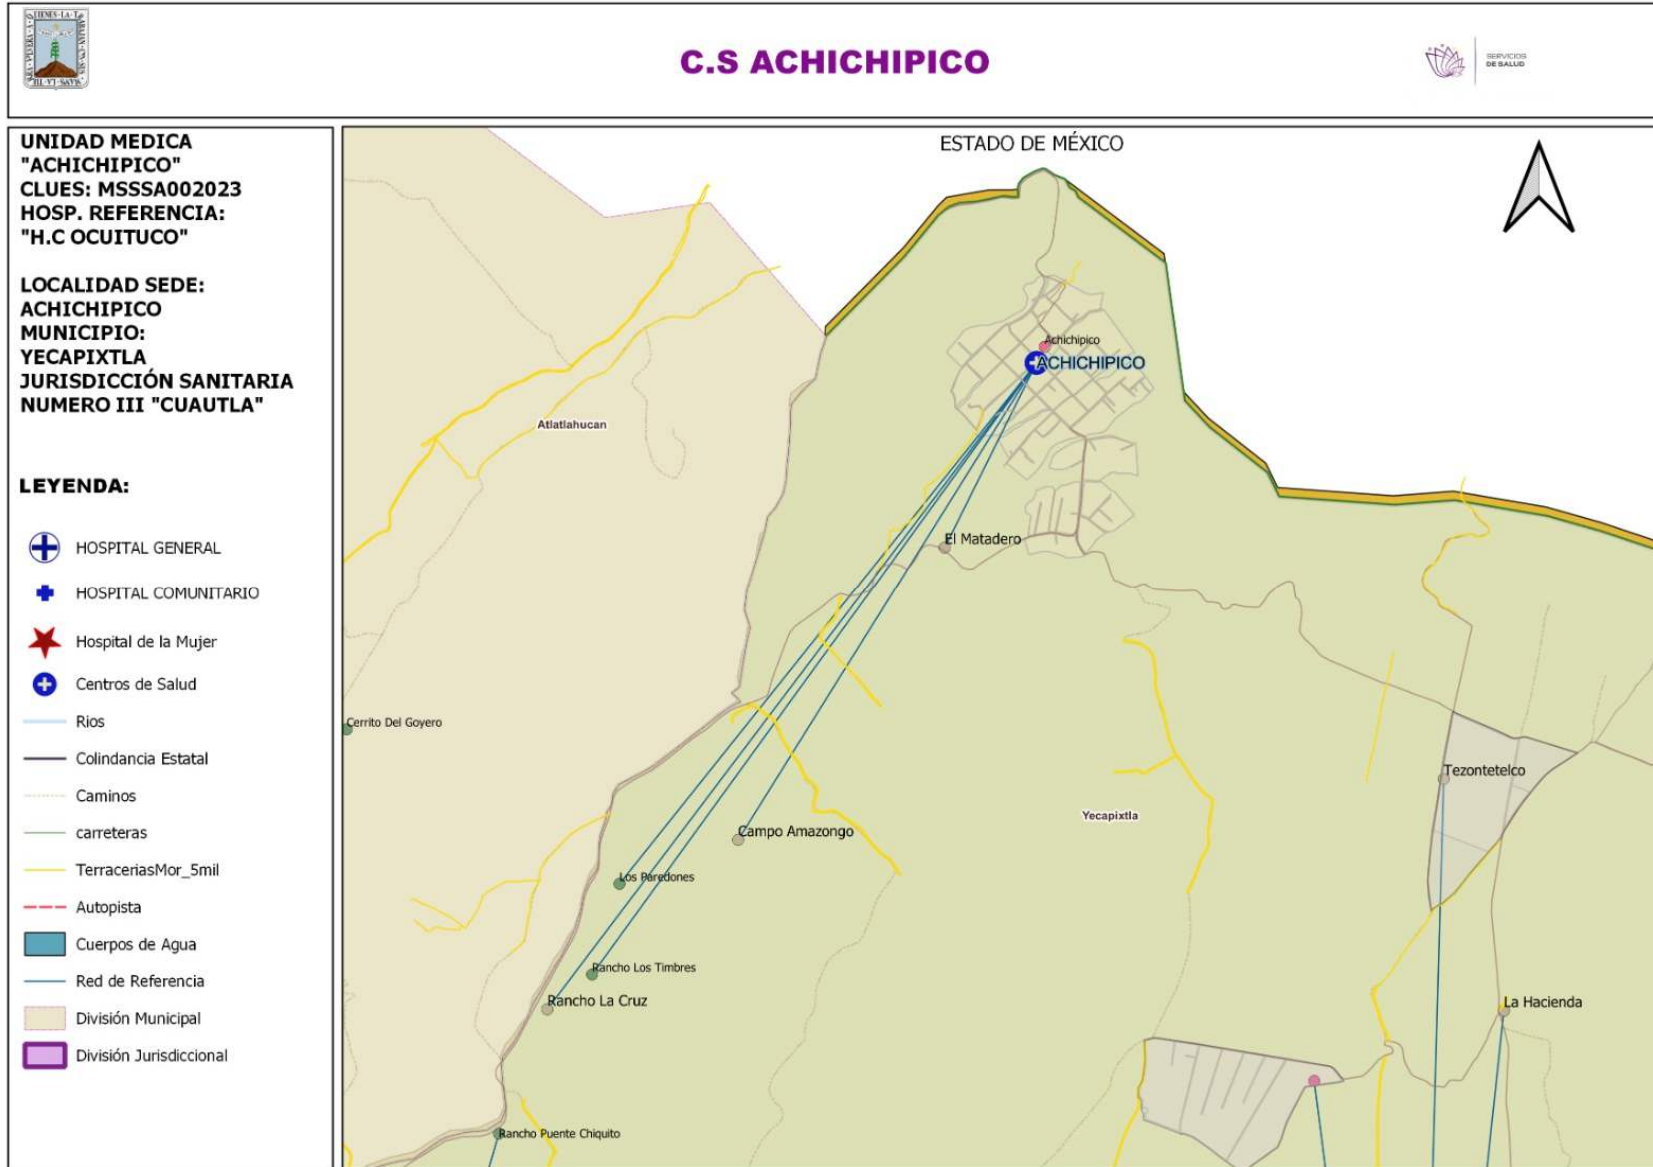 C.S ACHICHIPICO
SERVICIOS
DE SALUD
UNIDAD MEDICA
"ACHICHIPICO"
CLUES: MSSSA002023
HOSP. REFERENCIA:
"H.C OCUITUCO"
LOCALIDAD SEDE:
ACHICHIPICO
MUNICIPIO:
YECAPIXTLA
JURISDICCIÓN SANITARIA
NUMERO III "CUAUTLA"
LEYENDA:
HOSPITAL GENERAL
HOSPITAL COMUNITARIO
Hospital de la Mujer
Centros de Salud
Rios
Colindancia Estatal
Caminos
carreteras
TerraceriasMor_5mil
Autopista
Cuerpos de Agua
Red de Referencia
División Municipal
División Jurisdiccional
ESTADO DE MÉXICO
Achichipico
ACHICHIPICO
Atlatlahucan
El Matadero
Cerrito Del Goyero
Tezontetelco
Yecapixtla
Campo Amazongo
Los Paredones
Rancho Los Timbres
Rancho La Cruz
La Hacienda
Rancho Puente Chiquito